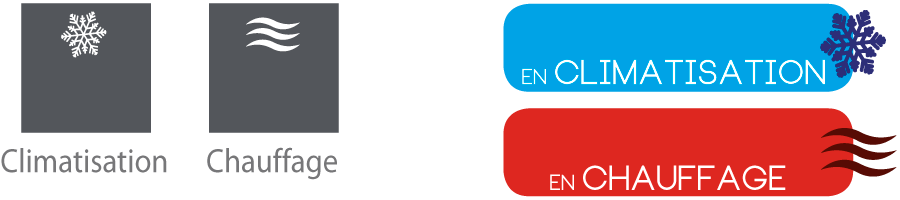 Climatisation
Chauffage
EN CLIMATISATION
EN CHAUFFAGE